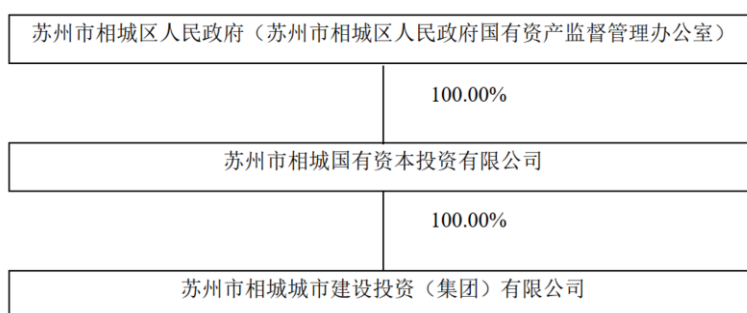 苏州市相城区人民政府（苏州市相城区人民政府国有资产监督管理办公室）
100.00%
苏州市相城国有资本投资有限公司
100.00%
苏州市相城城市建设投资（集团）有限公司